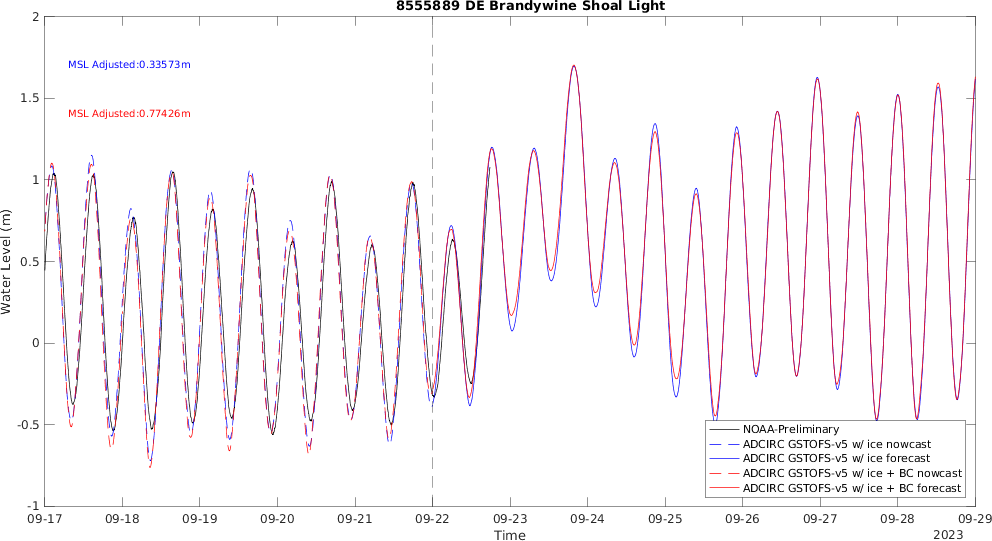 8555889 DE Brandywine Shoal Light
MSL Adjusted:0.33573m
MSL Adjusted:0.77426m
Water Level (m)
2
1.5
1
0.5
0
-0.5
-1
NOAA-Preliminary
ADCIRC GSTOFS-v5 w/ ice nowcast
ADCIRC GSTOFS-v5 w/ ice forecast
ADCIRC GSTOFS-v5 w/ ice + BC nowcast
ADCIRC GSTOFS-v5 w/ ice + BC forecast
09-17 09-18 09-19 09-20 09-21 09-22 09-23 09-24 09-25 09-26 09-27 09-28 09-29
Time
2023